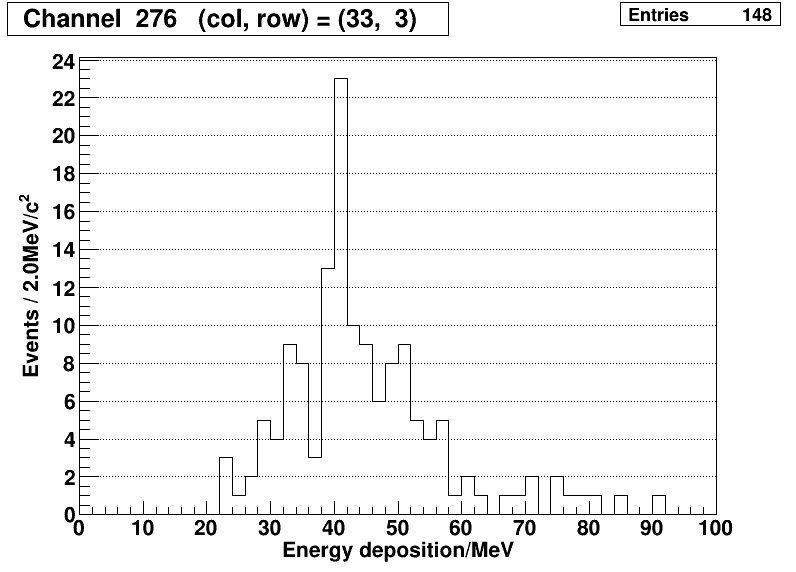 Channel 276 (col, row) = (33, 3)
Entries 148
24
22
20
18
16
14
12
10
8
6
4
2
0
Events / 2.0MeV/c²
0 10 20 30 40 50 60 70 80 90 100
Energy deposition/MeV